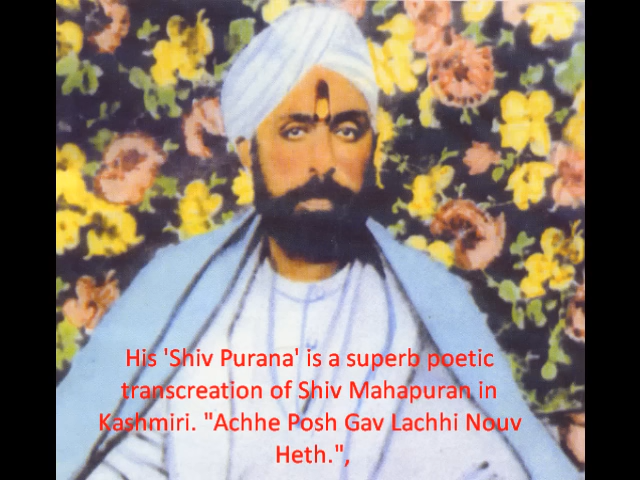 His 'Shiv Purana' is a superb poetic
transcreation of Shiv Mahapuran in
Kashmiri. "Achhe Posh Gav Lachhi Nouv
Heth.",